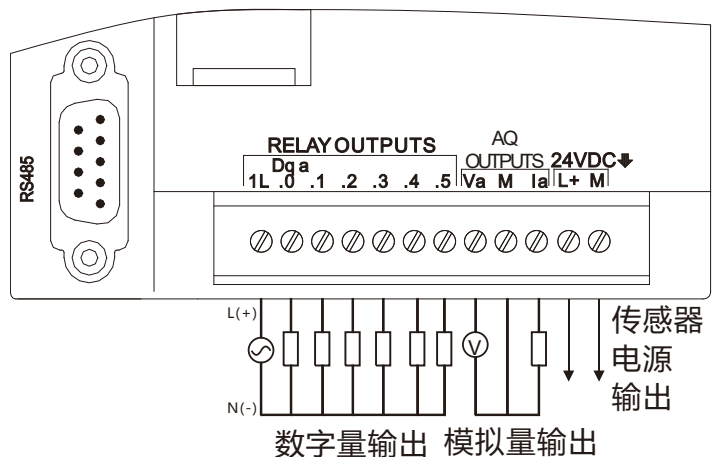 RS485
RELAY OUTPUTS
AQ
OUTPUTS
24VDC
Dq a
1L .0 .1 .2 .3 .4 .5 Va M Ia L+ M
L(+)
V
N(-)
传感器
电源
输出
数字量输出 模拟量输出